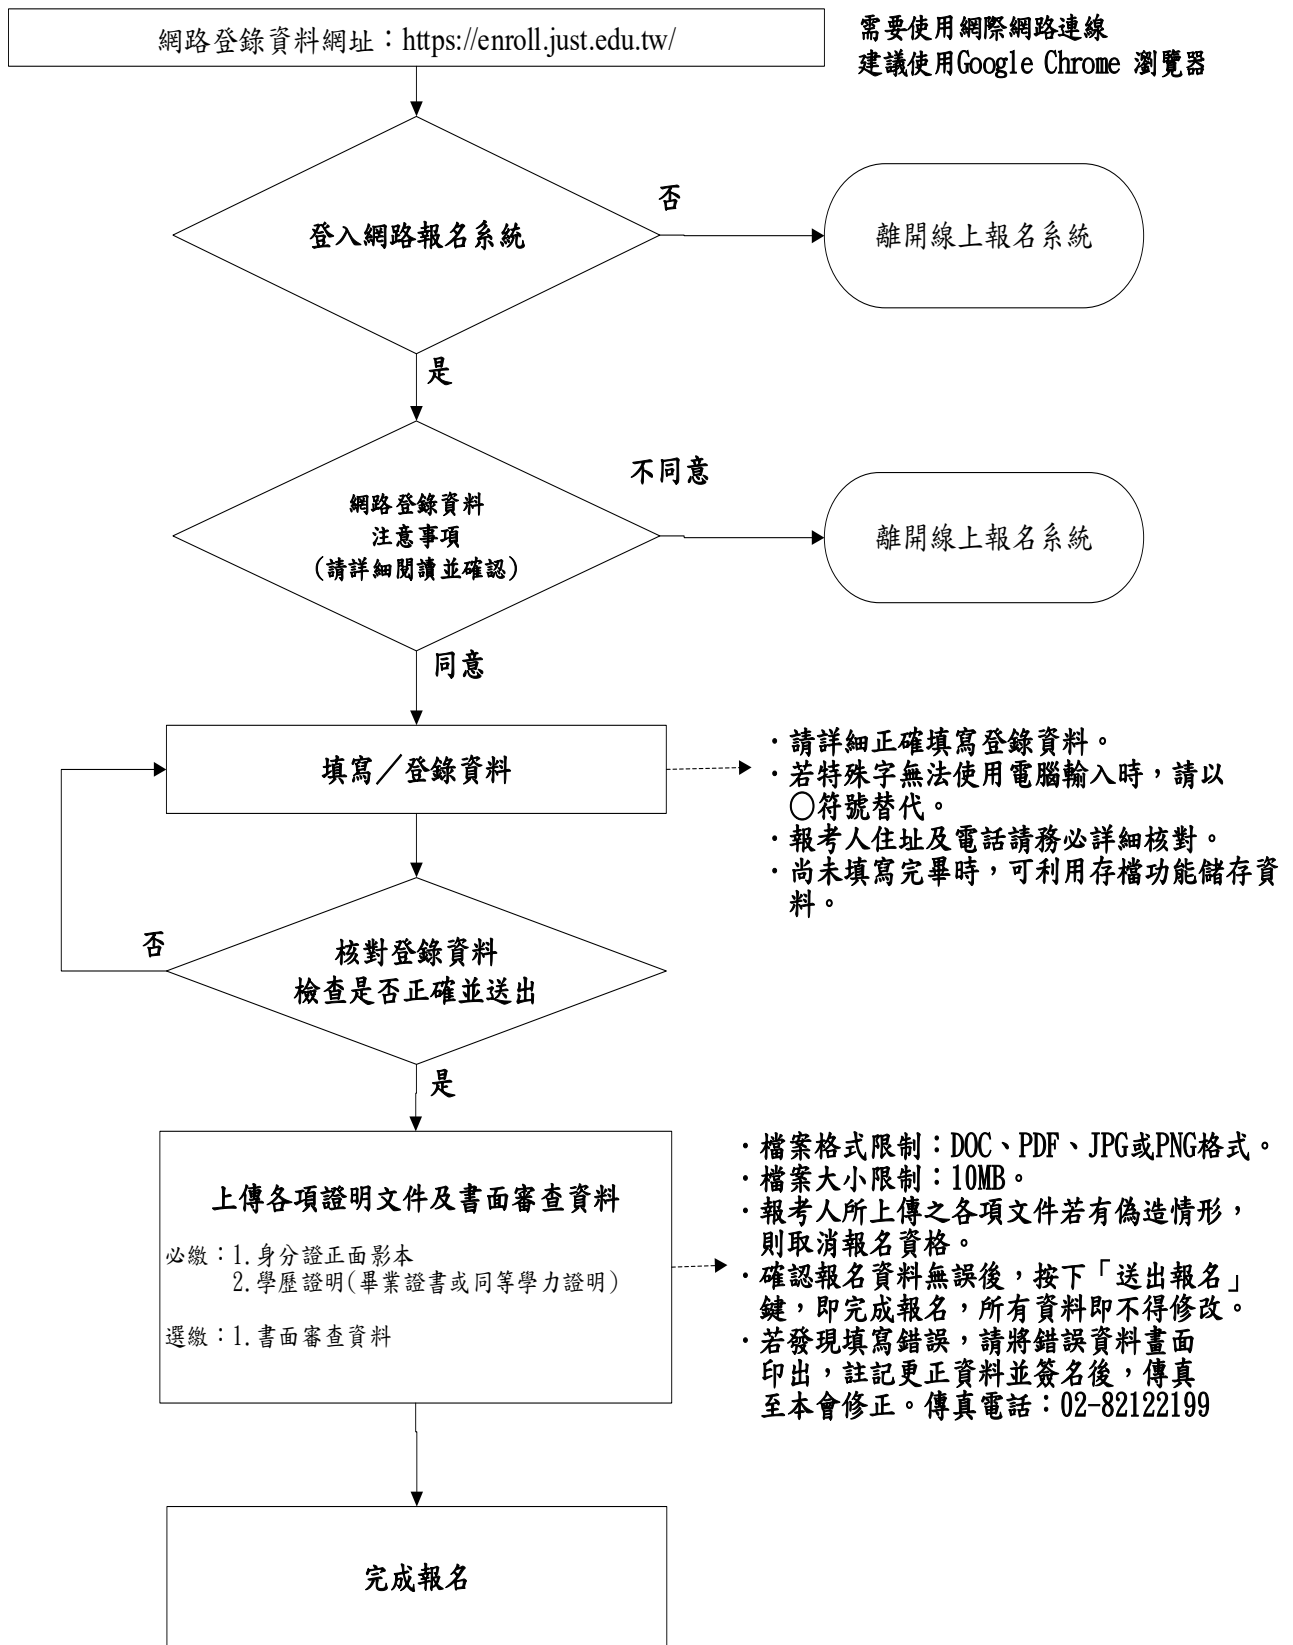 網路登錄資料網址：https://enroll.just.edu.tw/
需要使用網際網路連線
建議使用Google Chrome 瀏覽器
登入網路報名系統
否
離開線上報名系統
是
網路登錄資料
注意事項
(請詳細閱讀並確認)
不同意
離開線上報名系統
同意
填寫／登錄資料
·請詳細正確填寫登錄資料。
·若特殊字無法使用電腦輸入時，請以
○符號替代。
·報考人住址及電話請務必詳細核對。
·尚未填寫完畢時，可利用存檔功能儲存資
料。
否
核對登錄資料
檢查是否正確並送出
是
上傳各項證明文件及書面審查資料
必繳：1.身分證正面影本
2.學歷證明(畢業證書或同等學力證明)
選繳：1.書面審查資料
·檔案格式限制：DOC、PDF、JPG或PNG格式。
·檔案大小限制：10MB。
·報考人所上傳之各項文件若有偽造情形，
則取消報名資格。
·確認報名資料無誤後，按下「送出報名」
鍵，即完成報名，所有資料即不得修改。
·若發現填寫錯誤，請將錯誤資料畫面
印出，註記更正資料並簽名後，傳真
至本會修正。傳真電話：02-82122199
完成報名